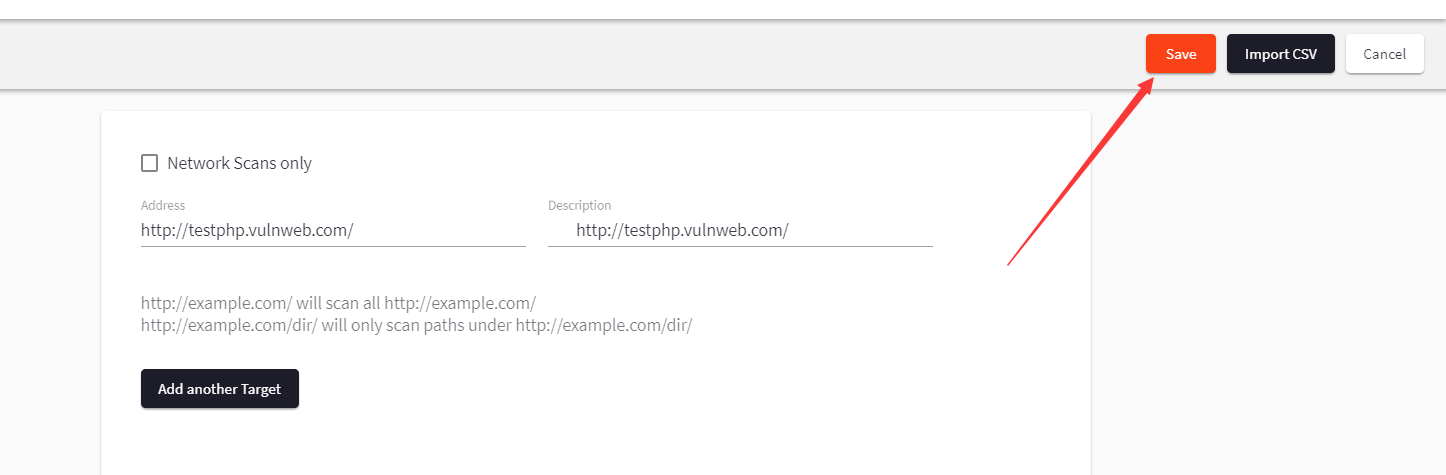 Save Import CSV Cancel
Network Scans only
Address Description
http://testphp.vulnweb.com/ http://testphp.vulnweb.com/
http://example.com/ will scan all http://example.com/
http://example.com/dir/ will only scan paths under http://example.com/dir/
Add another Target